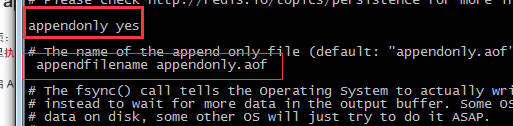 # Please check http://redis.io/topics/persistence for more
appendonly yes
# The name of the append only file (default: "appendonly.aof"
appendfilename appendonly.aof
# The fsync() call tells the Operating System to actually wri
# instead to wait for more data in the output buffer. Some OS
# data on disk, some other OS will just try to do it ASAP.